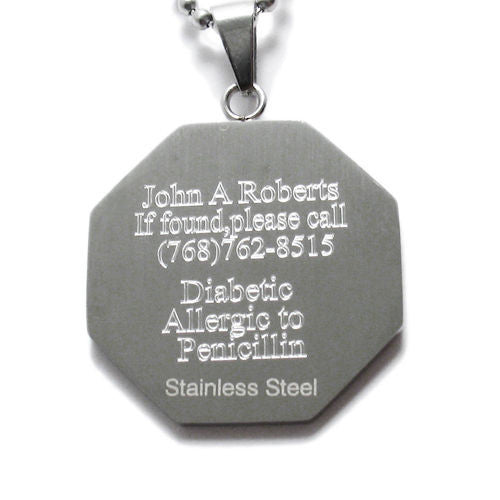 John A Roberts
If found,please call
(768)762-8515
Diabetic
Allergic to
Penicillin
Stainless Steel